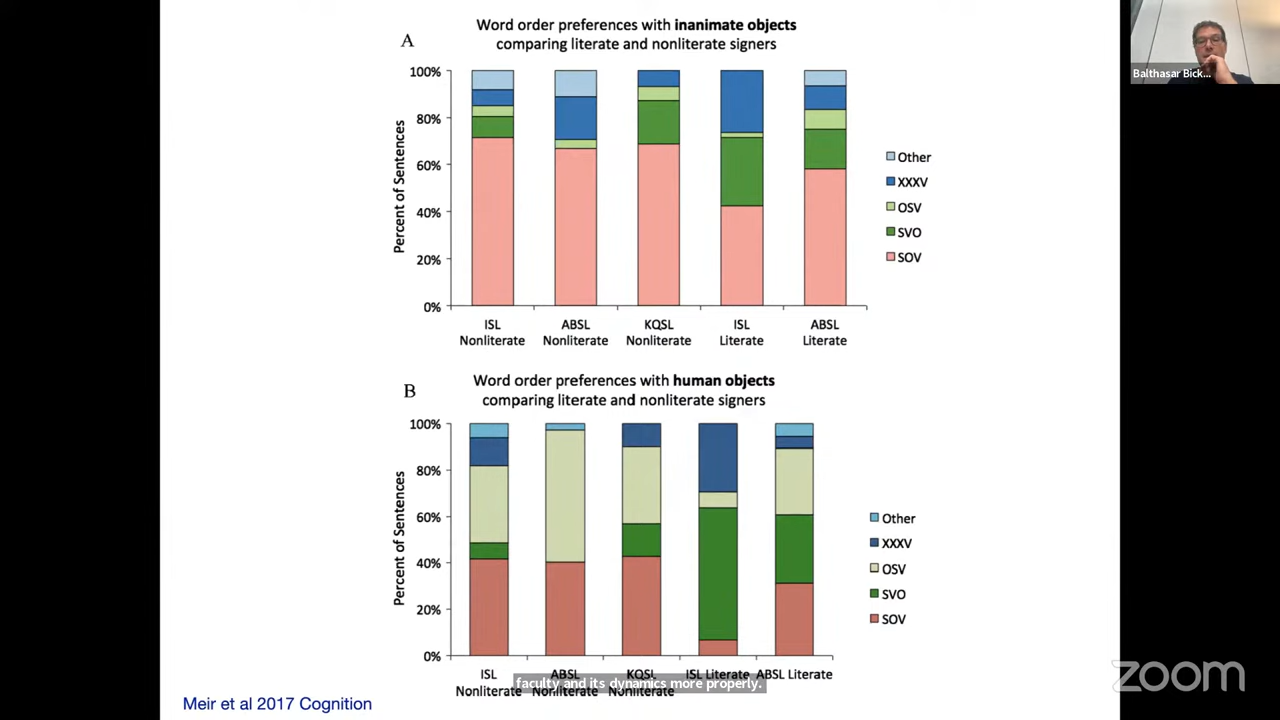 Word order preferences with inanimate objects
comparing literate and nonliterate signers
A
Balthasar Bick...
100%
80%
60%
40%
20%
0%
Percent of Sentences
Other
XXXV
OSV
SVO
SOV
ISL
Nonliterate
ABSL
Nonliterate
KQSL
Nonliterate
ISL
Literate
ABSL
Literate
Word order preferences with human objects
comparing literate and nonliterate signers
B
100%
80%
60%
40%
20%
0%
Percent of Sentences
Other
XXXV
OSV
SVO
SOV
ISL
Nonliterate
ABSL
Nonliterate
KQSL
Nonliterate
ISL Literate
ABSL Literate
faculty and its dynamics more properly.
Meir et al 2017 Cognition
zoom